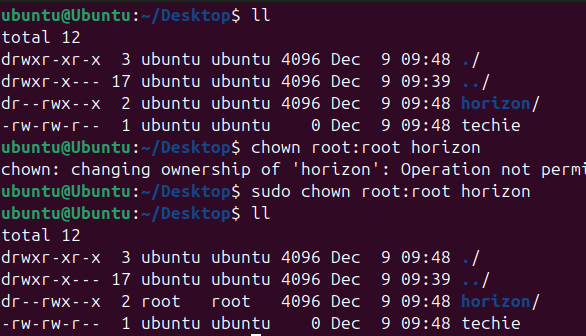 ubuntu@Ubuntu:~/Desktop$ ll
total 12
drwxr-xr-x  3 ubuntu ubuntu 4096 Dec  9 09:48 ./
drwxr-x--- 17 ubuntu ubuntu 4096 Dec  9 09:39 ../
dr--rwx--x  2 ubuntu ubuntu 4096 Dec  9 09:48 horizon/
-rw-rw-r--  1 ubuntu ubuntu    0 Dec  9 09:48 techie
ubuntu@Ubuntu:~/Desktop$ chown root:root horizon
chown: changing ownership of 'horizon': Operation not permi
ubuntu@Ubuntu:~/Desktop$ sudo chown root:root horizon
ubuntu@Ubuntu:~/Desktop$ ll
total 12
drwxr-xr-x  3 ubuntu ubuntu 4096 Dec  9 09:48 ./
drwxr-x--- 17 ubuntu ubuntu 4096 Dec  9 09:39 ../
dr--rwx--x  2 root   root   4096 Dec  9 09:48 horizon/
-rw-rw-r--  1 ubuntu ubuntu    0 Dec  9 09:48 techie